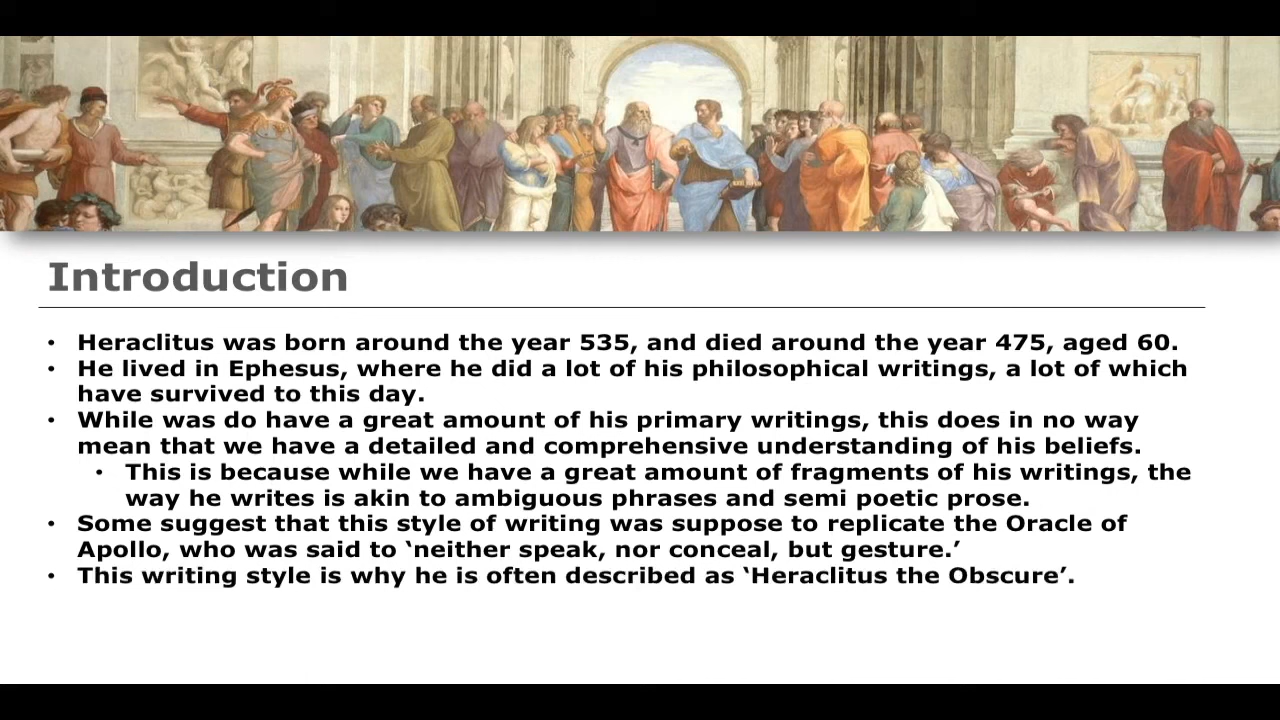 Introduction
• Heraclitus was born around the year 535, and died around the year 475, aged 60.
• He lived in Ephesus, where he did a lot of his philosophical writings, a lot of which
have survived to this day.
• While was do have a great amount of his primary writings, this does in no way
mean that we have a detailed and comprehensive understanding of his beliefs.
• This is because while we have a great amount of fragments of his writings, the
way he writes is akin to ambiguous phrases and semi poetic prose.
• Some suggest that this style of writing was suppose to replicate the Oracle of
Apollo, who was said to ‘neither speak, nor conceal, but gesture.’
• This writing style is why he is often described as ‘Heraclitus the Obscure’.